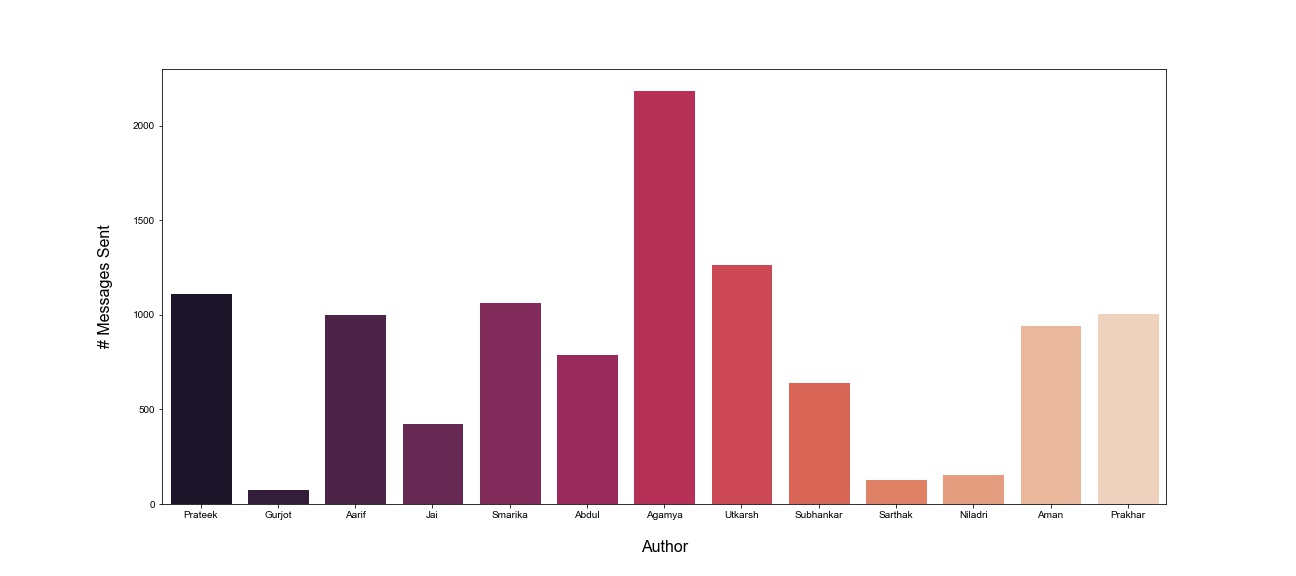 2000
1500
1000
500
0
# Messages Sent
Prateek Gurjot Aarif Jai Smarika Abdul Agamya Utkarsh Subhankar Sarthak Niladri Aman Prakhar
Author